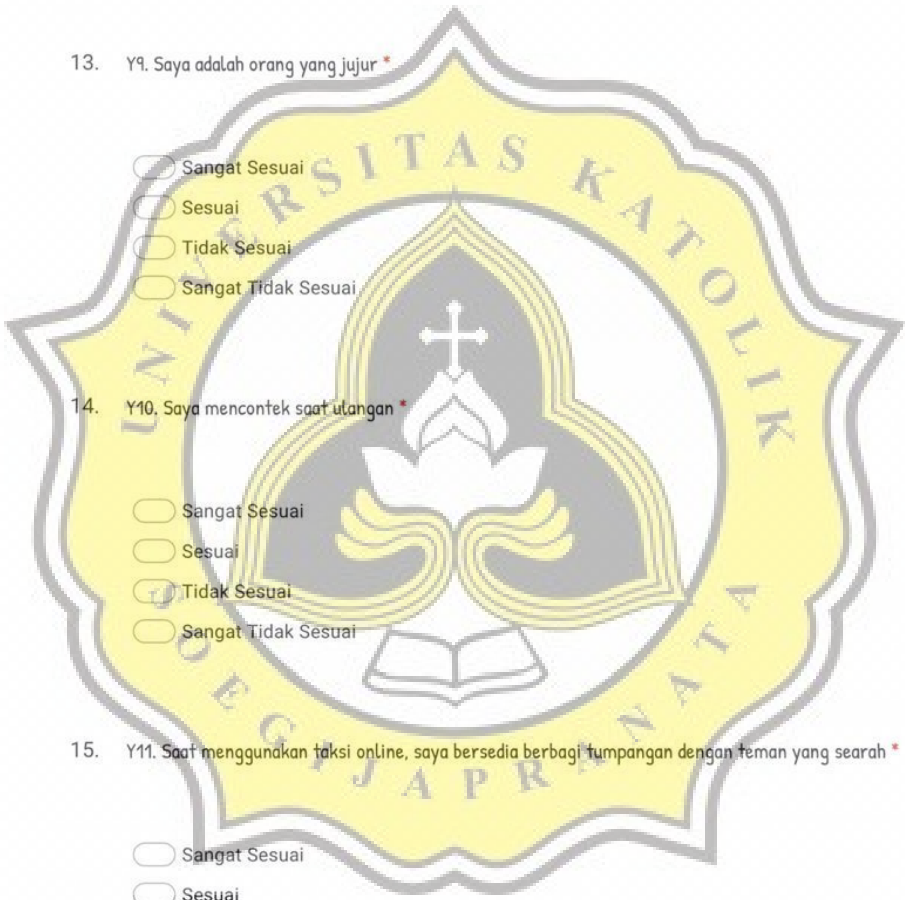 13. Y9. Saya adalah orang yang jujur *
Sangat Sesuai
Sesuai
Tidak Sesuai
Sangat Tidak Sesuai
14. Y10. Saya mencontek saat ulangan *
Sangat Sesuai
Sesuai
Tidak Sesuai
Sangat Tidak Sesuai
15. Y11. Saat menggunakan taksi online, saya bersedia berbagi tumpangan dengan teman yang searah *
Sangat Sesuai
Sesuai
UNIVERSITAS KATOLIK
SOEGIJAPRANATA